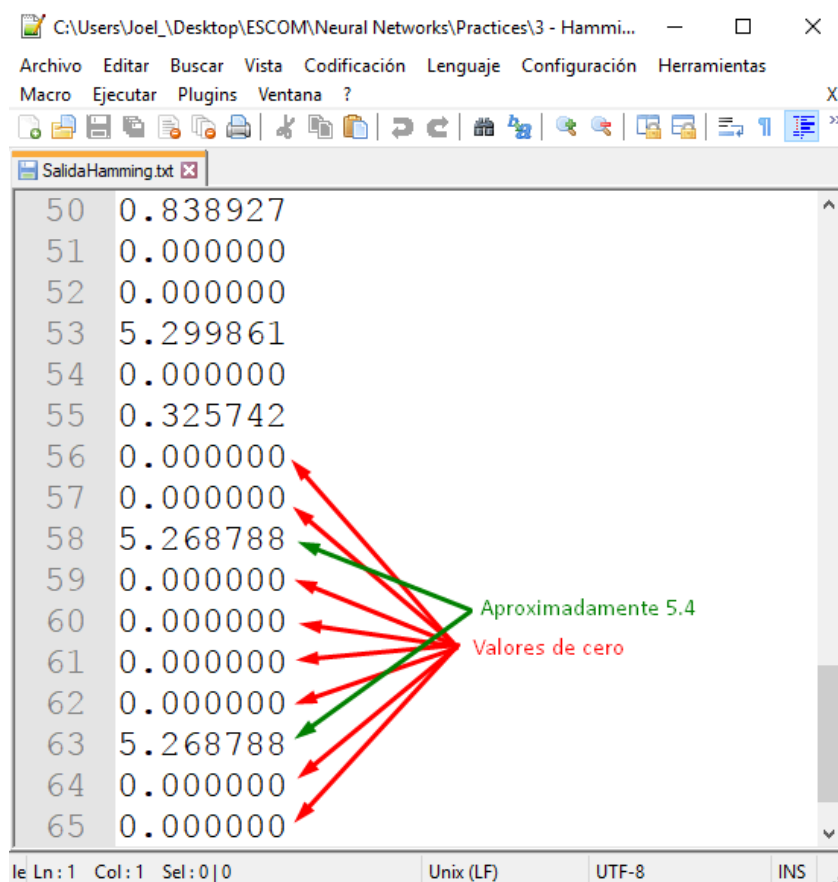 C:\Users\Joel_\Desktop\ESCOM\Neural Networks\Practices\3 - Hammi...
Archivo Editar Buscar Vista Codificación Lenguaje Configuración Herramientas
Macro Ejecutar Plugins Ventana ? X
SalidaHamming.txt
50 0.838927
51 0.000000
52 0.000000
53 5.299861
54 0.000000
55 0.325742
56 0.000000
57 0.000000
58 5.268788
59 0.000000
Aproximadamente 5.4
60 0.000000
Valores de cero
61 0.000000
62 0.000000
63 5.268788
64 0.000000
65 0.000000
le Ln : 1 Col : 1 Sel : 0 | 0 Unix (LF) UTF-8 INS